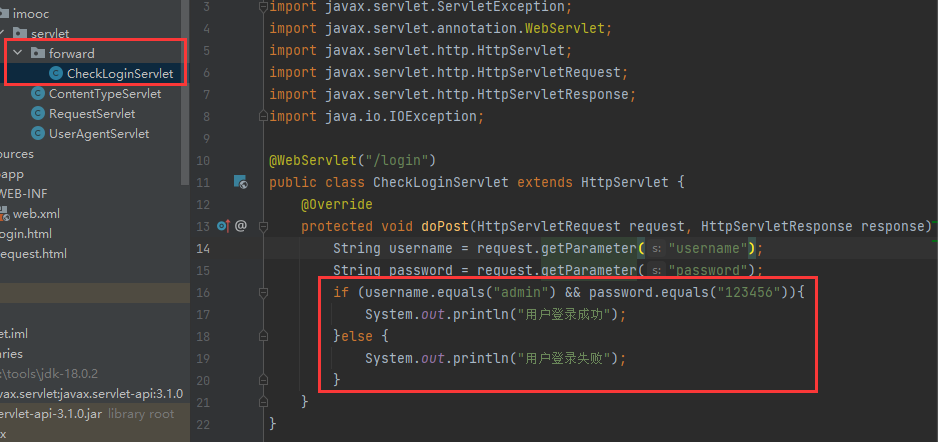 imooc
servlet
forward
CheckLoginServlet
ContentTypeServlet
RequestServlet
UserAgentServlet
ources
app
WEB-INF
web.xml
ogin.html
equest.html
et.iml
aries
:\tools\jdk-18.0.2
vax.servlet:javax.servlet-api:3.1.0
ervlet-api-3.1.0.jar library root
x
3 import javax.servlet.ServletException;
4 import javax.servlet.annotation.WebServlet;
5 import javax.servlet.http.HttpServlet;
6 import javax.servlet.http.HttpServletRequest;
7 import javax.servlet.http.HttpServletResponse;
8 import java.io.IOException;
9
10 @WebServlet("/login")
11 public class CheckLoginServlet extends HttpServlet {
12 @Override
13 @ protected void doPost(HttpServletRequest request, HttpServletResponse response)
14 String username = request.getParameter( s: "username");
15 String password = request.getParameter( s: "password");
16 if (username.equals("admin") && password.equals("123456")){
17 System.out.println("用户登录成功");
18 }else {
19 System.out.println("用户登录失败");
20 }
21 }
22 }